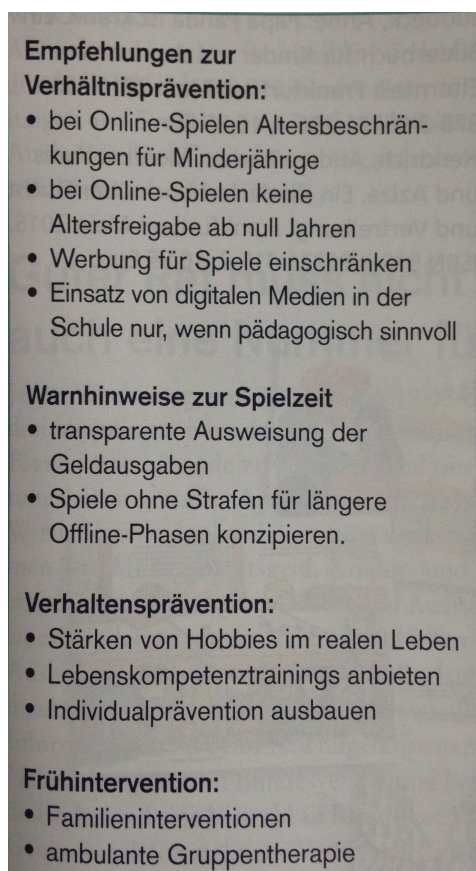 Empfehlungen zur
Verhältnisprävention:
• bei Online-Spielen Altersbeschrän-
kungen für Minderjährige
• bei Online-Spielen keine
Altersfreigabe ab null Jahren
• Werbung für Spiele einschränken
• Einsatz von digitalen Medien in der
Schule nur, wenn pädagogisch sinnvoll
Warnhinweise zur Spielzeit
• transparente Ausweisung der
Geldausgaben
• Spiele ohne Strafen für längere
Offline-Phasen konzipieren.
Verhaltensprävention:
• Stärken von Hobbies im realen Leben
• Lebenskompetenztrainings anbieten
• Individualprävention ausbauen
Frühintervention:
• Familieninterventionen
• ambulante Gruppentherapie